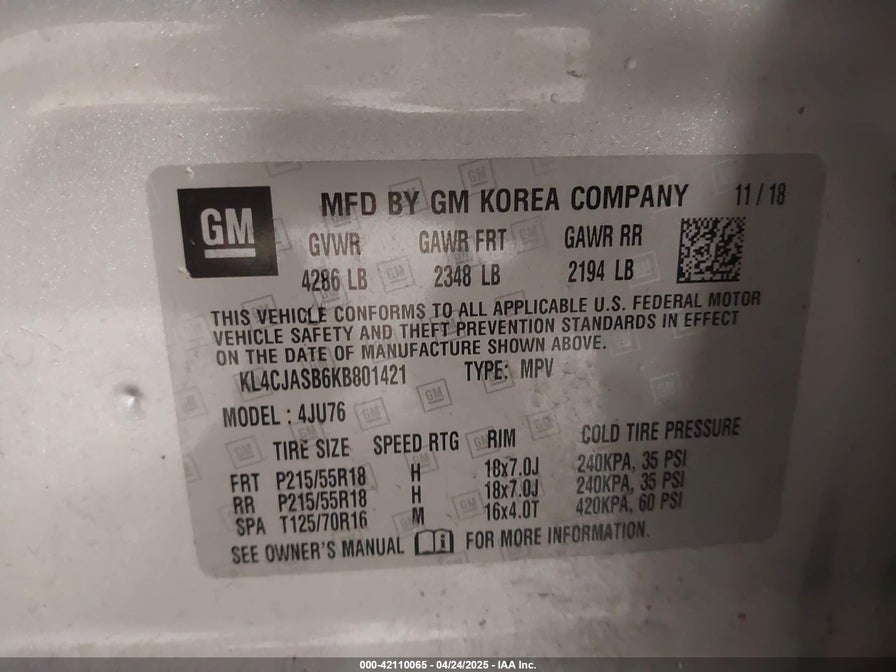 GM
MFD BY GM KOREA COMPANY 11/18
GVWR GAWR FRT GAWR RR
4286 LB 2348 LB 2194 LB
THIS VEHICLE CONFORMS TO ALL APPLICABLE U.S. FEDERAL MOTOR
VEHICLE SAFETY AND THEFT PREVENTION STANDARDS IN EFFECT
ON THE DATE OF MANUFACTURE SHOWN ABOVE.
KL4CJASB6KB801421 TYPE: MPV
MODEL : 4JU76
TIRE SIZE SPEED RTG RIM COLD TIRE PRESSURE
FRT P215/55R18 H 18x7.0J 240KPA, 35 PSI
RR P215/55R18 H 18x7.0J 240KPA, 35 PSI
SPA T125/70R16 M 16x4.0T 420KPA, 60 PSI
SEE OWNER'S MANUAL FOR MORE INFORMATION.
000-42110065 - 04/24/2025 - IAA Inc.